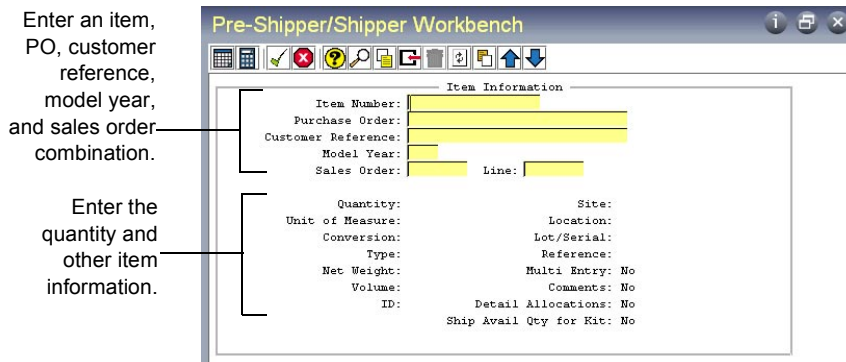 Enter an item,
PO, customer
reference,
model year,
and sales order
combination.
Enter the
quantity and
other item
information.
Pre-Shipper/Shipper Workbench
Item Information
Item Number:
Purchase Order:
Customer Reference:
Model Year:
Sales Order: Line:
Quantity: Site:
Unit of Measure: Location:
Conversion: Lot/Serial:
Type: Reference:
Net Weight: Multi Entry: No
Volume: Comments: No
ID: Detail Allocations: No
Ship Avail Qty for Kit: No